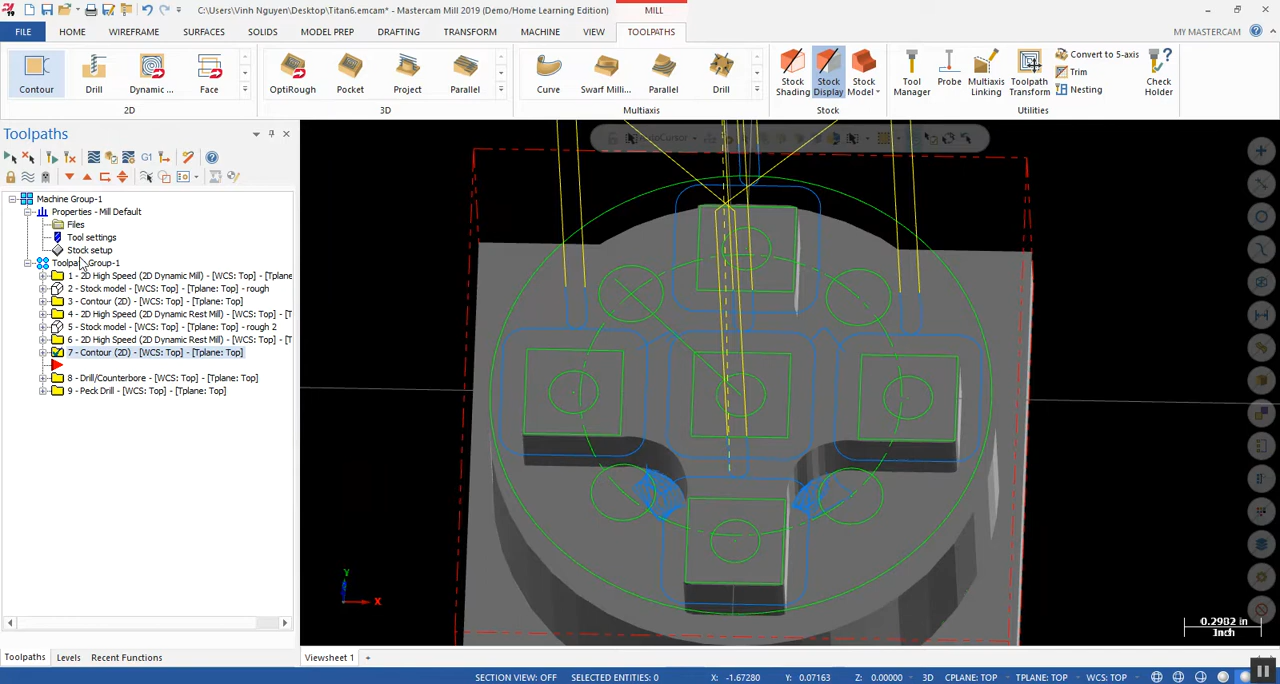 C:\Users\Vinh Nguyen\Desktop\Titan6.emcam* - Mastercam Mill 2019 (Demo/Home Learning Edition)
MILL
FILE HOME WIREFRAME SURFACES SOLIDS MODEL PREP DRAFTING TRANSFORM MACHINE VIEW TOOLPATHS MY MASTERCAM
Contour Drill Dynamic ... Face OptiRough Pocket Project Parallel Curve Swarf Milli... Parallel Drill Stock Shading Stock Display Stock Model Tool Manager Probe Multiaxis Linking Toolpath Transform Convert to 5-axis Trim Nesting Check Holder
2D 3D Multiaxis Stock Utilities
Toolpaths
AutoCursor
G1
Machine Group-1
Properties - Mill Default
Files
Tool settings
Stock setup
Toolpath Group-1
1 - 2D High Speed (2D Dynamic Mill) - [WCS: Top] - [Tplane
2 - Stock model - [WCS: Top] - [Tplane: Top] - rough
3 - Contour (2D) - [WCS: Top] - [Tplane: Top]
4 - 2D High Speed (2D Dynamic Rest Mill) - [WCS: Top] - [T
5 - Stock model - [WCS: Top] - [Tplane: Top] - rough 2
6 - 2D High Speed (2D Dynamic Rest Mill) - [WCS: Top] - [T
7 - Contour (2D) - [WCS: Top] - [Tplane: Top]
8 - Drill/Counterbore - [WCS: Top] - [Tplane: Top]
9 - Peck Drill - [WCS: Top] - [Tplane: Top]
Y
X
0.2982 in
Inch
Toolpaths Levels Recent Functions
Viewsheet 1 +
SECTION VIEW: OFF SELECTED ENTITIES: 0 X: -1.67280 Y: 0.07163 Z: 0.00000 3D CPLANE: TOP TPLANE: TOP WCS: TOP